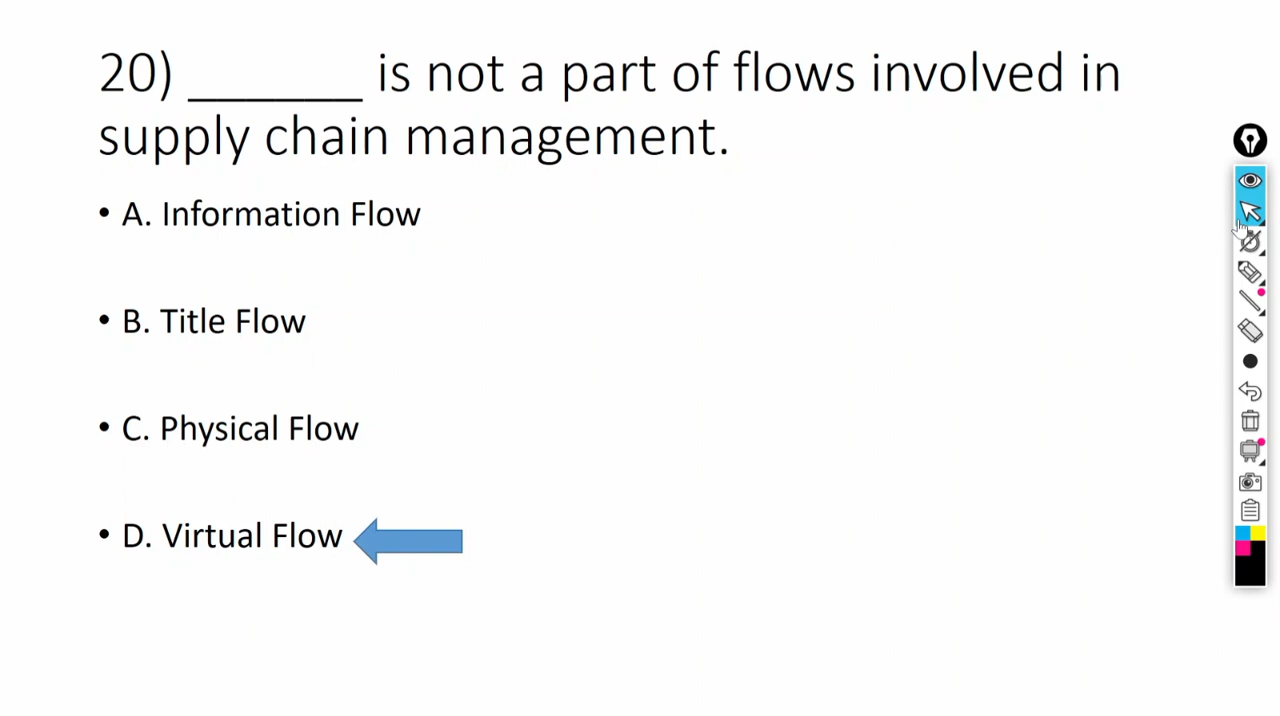 20) ______ is not a part of flows involved in
supply chain management.
• A. Information Flow
• B. Title Flow
• C. Physical Flow
• D. Virtual Flow